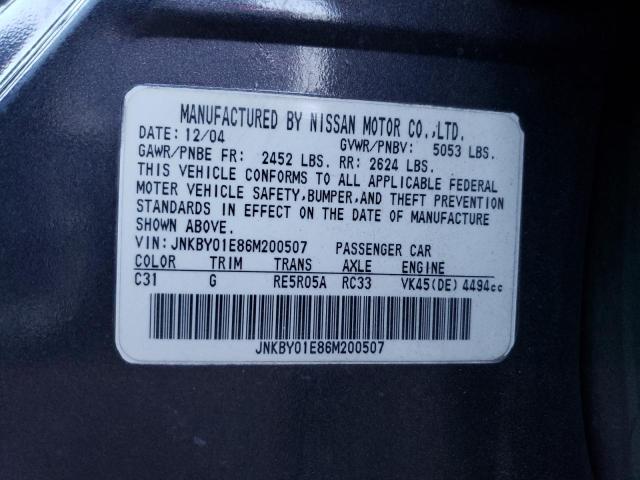 MANUFACTURED BY NISSAN MOTOR CO.,LTD.
DATE: 12/04 GVWR/PNBV: 5053 LBS.
GAWR/PNBE FR: 2452 LBS. RR: 2624 LBS.
THIS VEHICLE CONFORMS TO ALL APPLICABLE FEDERAL
MOTER VEHICLE SAFETY,BUMPER,AND THEFT PREVENTION
STANDARDS IN EFFECT ON THE DATE OF MANUFACTURE
SHOWN ABOVE.
VIN: JNKBY01E86M200507 PASSENGER CAR
COLOR TRIM TRANS AXLE ENGINE
C31 G RE5R05A RC33 VK45(DE) 4494cc
JNKBY01E86M200507